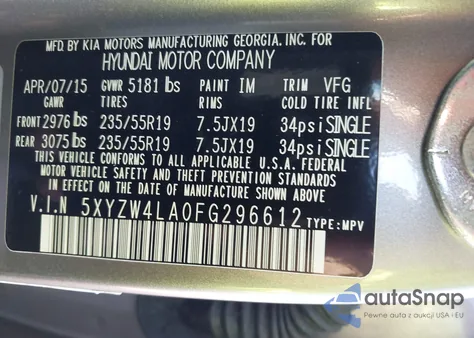 MFD. BY KIA MOTORS MANUFACTURING GEORGIA, INC. FOR
HYUNDAI MOTOR COMPANY
APR/07/15 GVWR 5181 lbs PAINT IM TRIM VFG
GAWR TIRES RIMS COLD TIRE INFL
FRONT 2976 lbs 235/55R19 7.5JX19 34psi SINGLE
REAR 3075 lbs 235/55R19 7.5JX19 34psi SINGLE
THIS VEHICLE CONFORMS TO ALL APPLICABLE U.S.A. FEDERAL
MOTOR VEHICLE SAFETY STANDARDS IN EFFECT ON
THE DATE OF MANUFACTURE SHOWN ABOVE.
V.I.N 5XYZW4LA0FG296612 TYPE: MPV
autoSnap
Pewne auta z aukcji USA i EU